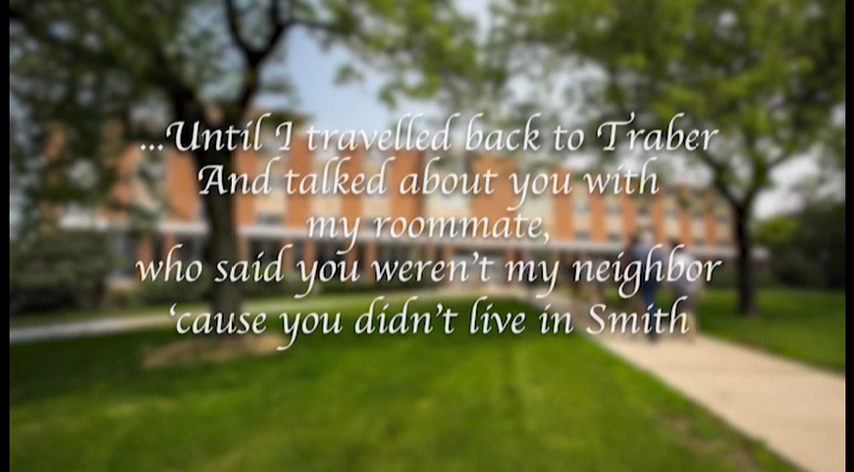 ...Until I travelled back to Traber
And talked about you with
my roommate,
who said you weren't my neighbor
‘cause you didn't live in Smith